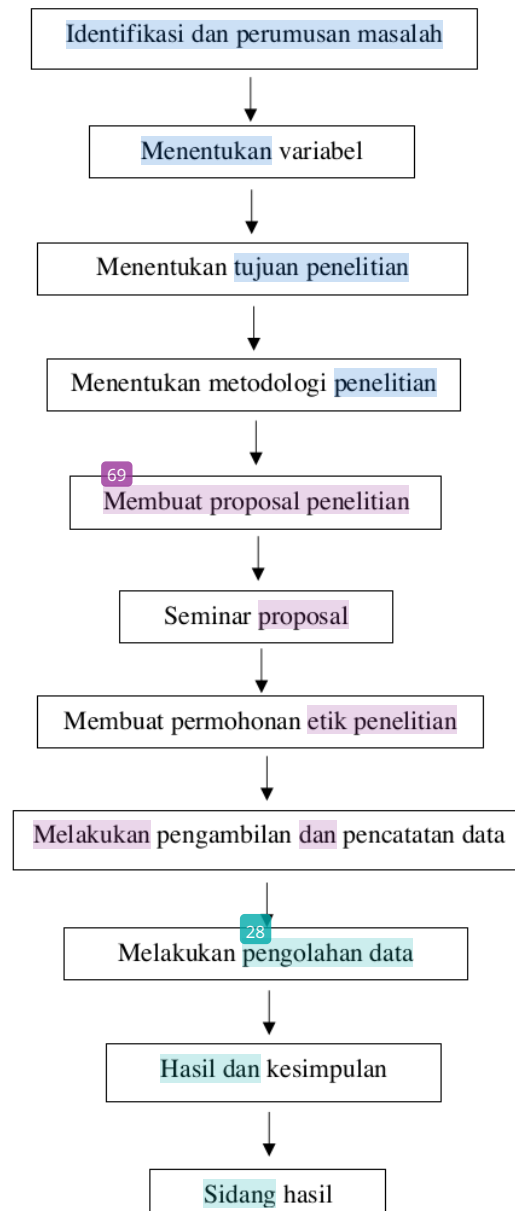 Identifikasi dan perumusan masalah
Menentukan variabel
Menentukan tujuan penelitian
Menentukan metodologi penelitian
69
Membuat proposal penelitian
Seminar proposal
Membuat permohonan etik penelitian
Melakukan pengambilan dan pencatatan data
28
Melakukan pengolahan data
Hasil dan kesimpulan
Sidang hasil